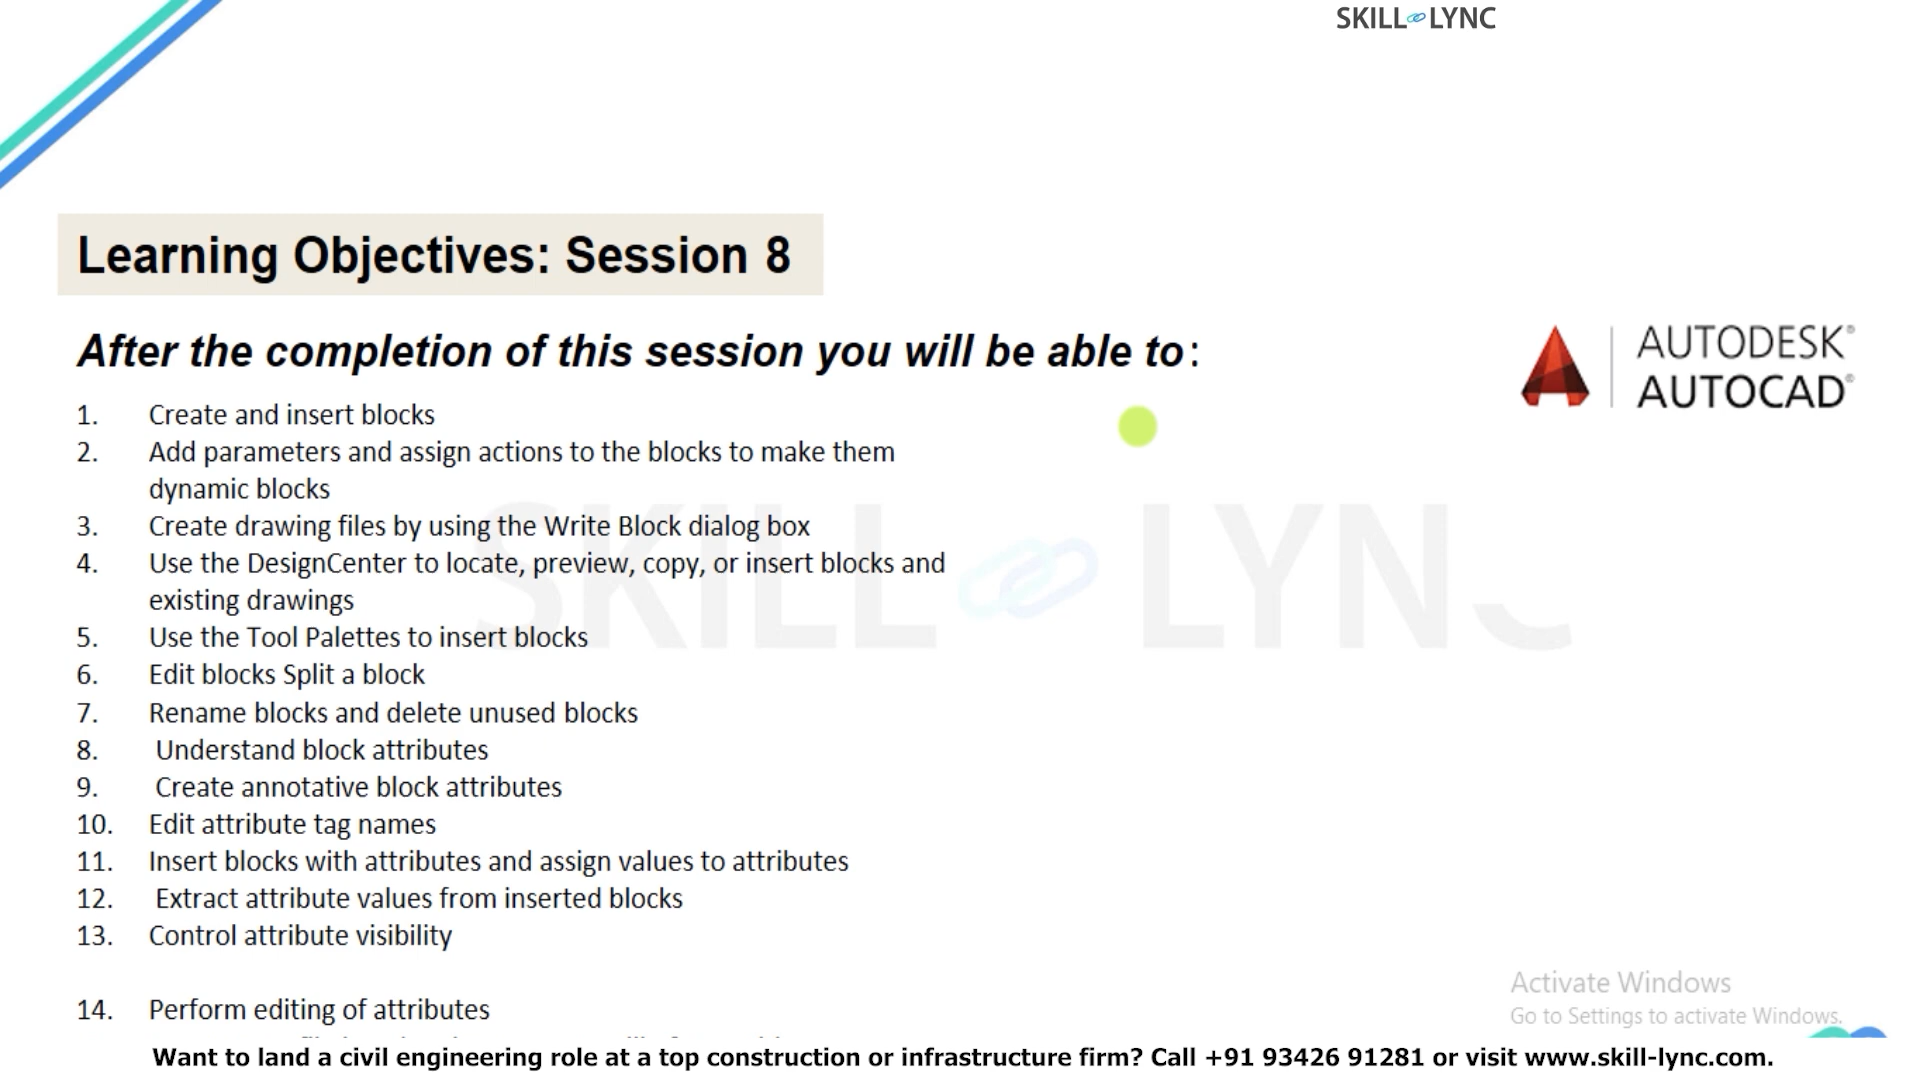 SKILL LYNC
Learning Objectives: Session 8
After the completion of this session you will be able to:
AUTODESK®
AUTOCAD®
1. Create and insert blocks
2. Add parameters and assign actions to the blocks to make them
dynamic blocks
3. Create drawing files by using the Write Block dialog box
4. Use the DesignCenter to locate, preview, copy, or insert blocks and
existing drawings
5. Use the Tool Palettes to insert blocks
6. Edit blocks Split a block
7. Rename blocks and delete unused blocks
8. Understand block attributes
9. Create annotative block attributes
10. Edit attribute tag names
11. Insert blocks with attributes and assign values to attributes
12. Extract attribute values from inserted blocks
13. Control attribute visibility
14. Perform editing of attributes
SKILL LYNC
Activate Windows
Go to Settings to activate Windows.
Want to land a civil engineering role at a top construction or infrastructure firm? Call +91 93426 91281 or visit www.skill-lync.com.